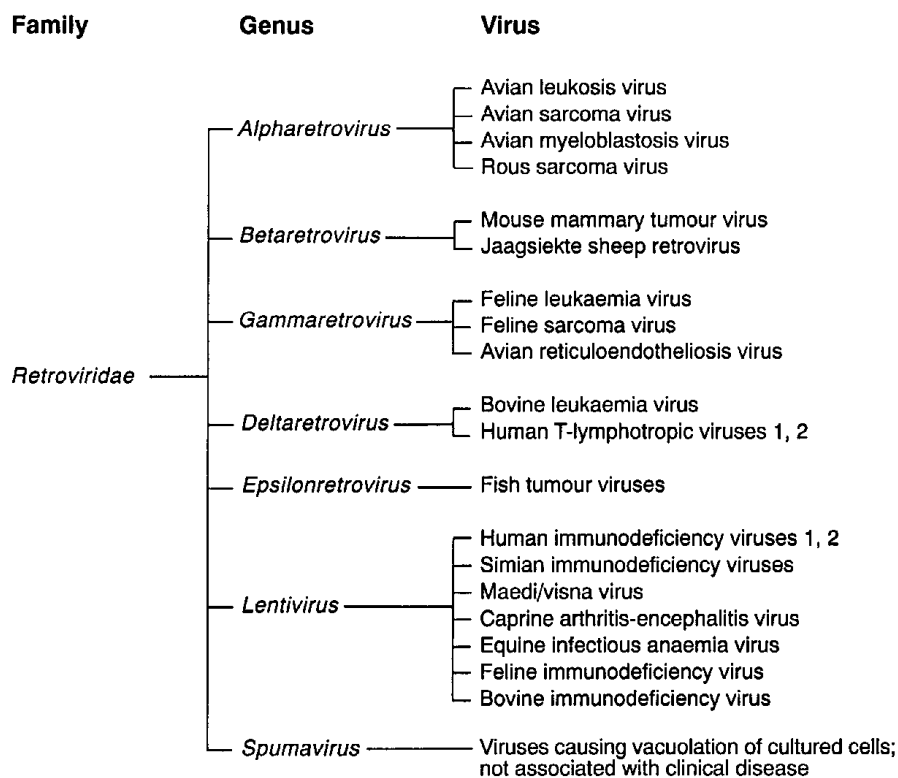 Family Genus Virus
Avian leukosis virus
Avian sarcoma virus
Alpharetrovirus
Avian myeloblastosis virus
Rous sarcoma virus
Mouse mammary tumour virus
Betaretrovirus
Jaagsiekte sheep retrovirus
Feline leukaemia virus
Gammaretrovirus Feline sarcoma virus
Avian reticuloendotheliosis virus
Retroviridae
Bovine leukaemia virus
Deltaretrovirus
Human T-lymphotropic viruses 1, 2
Epsilonretrovirus Fish tumour viruses
Human immunodeficiency viruses 1, 2
Simian immunodeficiency viruses
Maedi/visna virus
Lentivirus
Caprine arthritis-encephalitis virus
Equine infectious anaemia virus
Feline immunodeficiency virus
Bovine immunodeficiency virus
Spumavirus Viruses causing vacuolation of cultured cells;
not associated with clinical disease